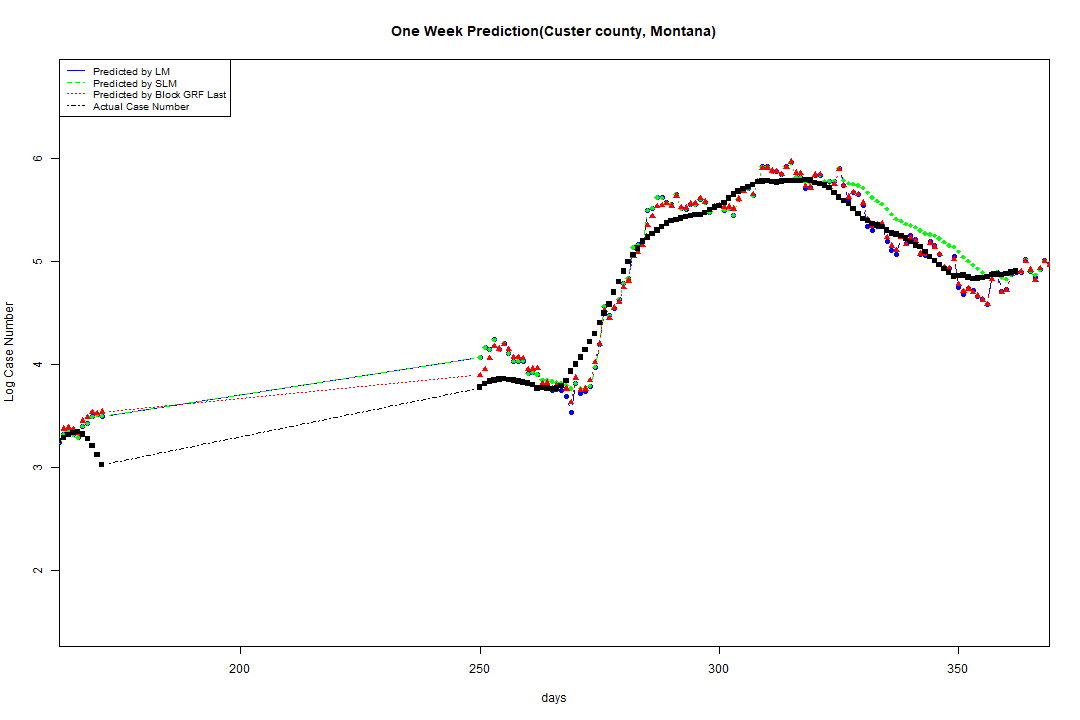 One Week Prediction(Custer county, Montana)
Predicted by LM
Predicted by SLM
Predicted by Block GRF Last
Actual Case Number
6
5
4
3
2
Log Case Number
200 250 300 350
days